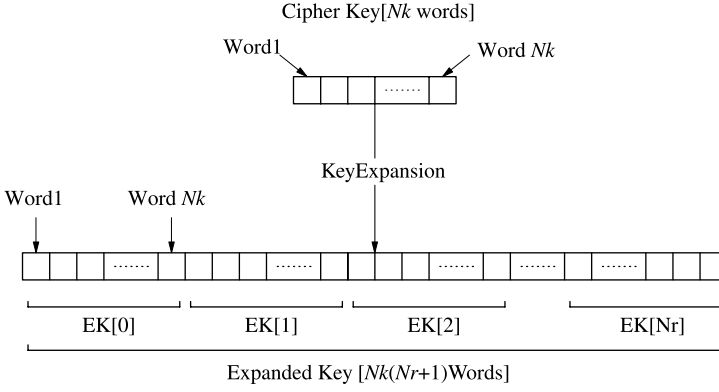 Cipher Key[Nk words]
Word1
Word Nk
.......
KeyExpansion
Word1
Word Nk
.......
.......
.......
.......
.......
EK[0]
EK[1]
EK[2]
EK[Nr]
Expanded Key [Nk(Nr+1)Words]